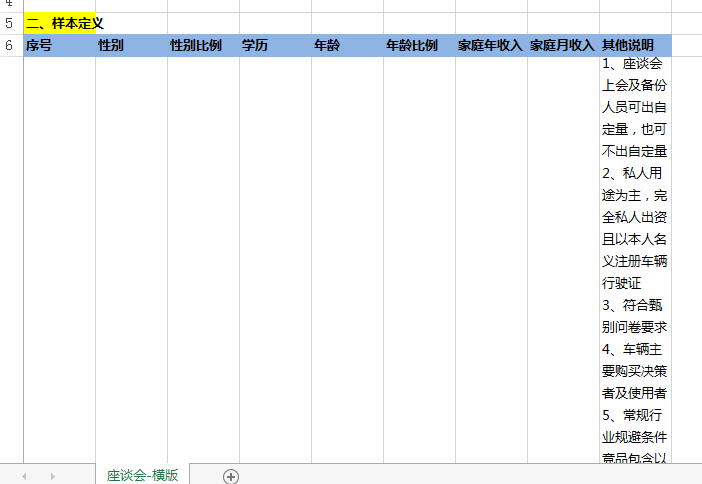 4
5 二、样本定义
6 序号 性别 性别比例 学历 年龄 年龄比例 家庭年收入 家庭月收入 其他说明
1、座谈会
上会及备份
人员可出自
定量，也可
不出自定量
2、私人用
途为主，完
全私人出资
且以本人名
义注册车辆
行驶证
3、符合甄
别问卷要求
4、车辆主
要购买决策
者及使用者
5、常规行
业规避条件
竞品包含以
座谈会-横版